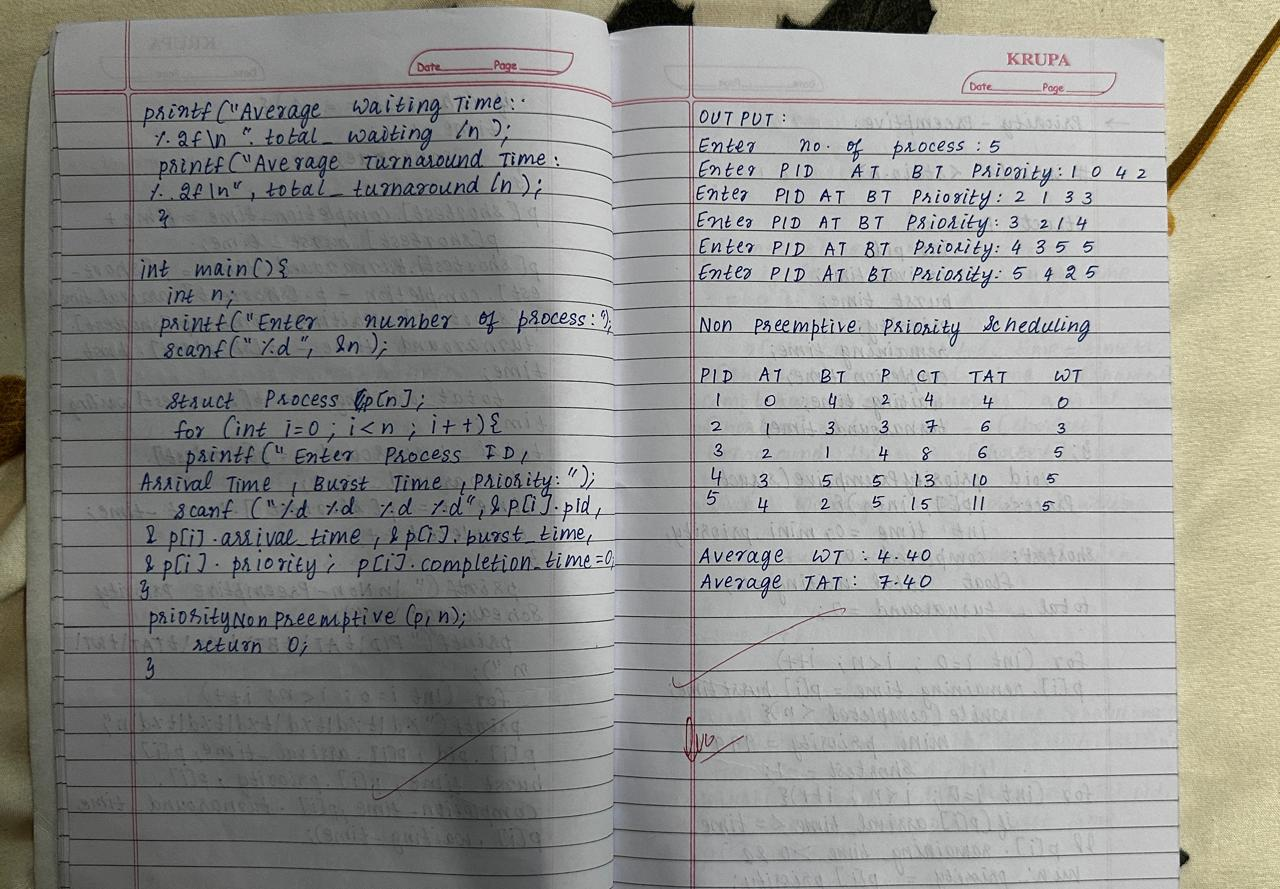 Date Page
printf("Average waiting Time:
%.2f\n". total_waiting /n);
printf("Average Turnaround Time:
%.2f\n", total_turnaround /n);
}
int main(){
int n;
printf("Enter number of process:");
scanf("%d", &n);
struct Process p[n];
for (int i=0; i<n; i++){
printf("Enter Process ID,
Arrival Time, Burst Time, Priority:");
scanf("%d %d %d %d", &p[i].pid,
&p[i].arrival_time, &p[i].burst_time,
&p[i].priority; p[i].completion_time=0;
}
priorityNonPreemptive(p,n);
return 0;
}
KRUPA
Date Page
OUTPUT:
Enter no. of process: 5
Enter PID AT BT Priority: 1 0 4 2
Enter PID AT BT Priority: 2 1 3 3
Enter PID AT BT Priority: 3 2 1 4
Enter PID AT BT Priority: 4 3 5 5
Enter PID AT BT Priority: 5 4 2 5
Non Preemptive Priority Scheduling
PID AT BT P CT TAT WT
1 0 4 2 4 4 0
2 1 3 3 7 6 3
3 2 1 4 8 6 5
4 3 5 5 13 10 5
5 4 2 5 15 11 5
Average WT: 4.40
Average TAT: 7.40